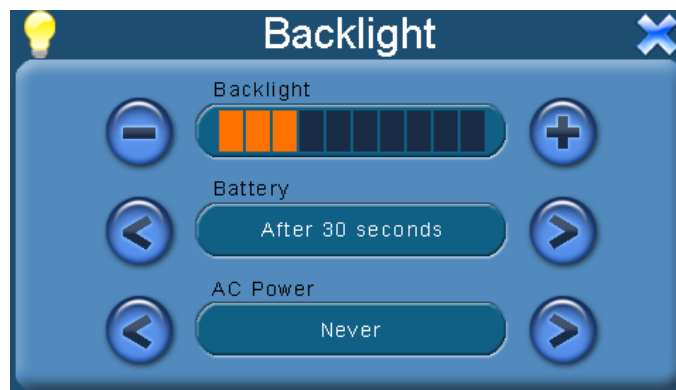 Backlight
Backlight
Battery
After 30 seconds
AC Power
Never